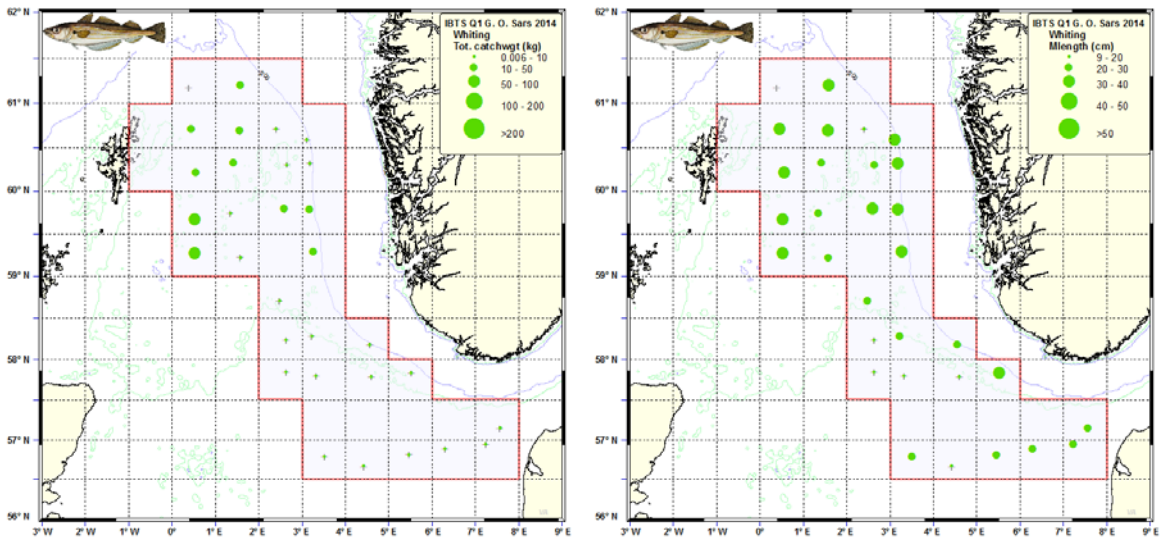 IBTS Q1 G. O. Sars 2014
Whiting
Tot. catchwgt (kg)
0.006 - 10
10 - 50
50 - 100
100 - 200
>200
62° N
61° N
60° N
59° N
58° N
57° N
56° N
3° W 2° W 1° W 0° 1° E 2° E 3° E 4° E 5° E 6° E 7° E 8° E 9° E
IBTS Q1 G. O. Sars 2014
Whiting
Mlength (cm)
9 - 20
20 - 30
30 - 40
40 - 50
>50
62° N
61° N
60° N
59° N
58° N
57° N
56° N
3° W 2° W 1° W 0° 1° E 2° E 3° E 4° E 5° E 6° E 7° E 8° E 9° E